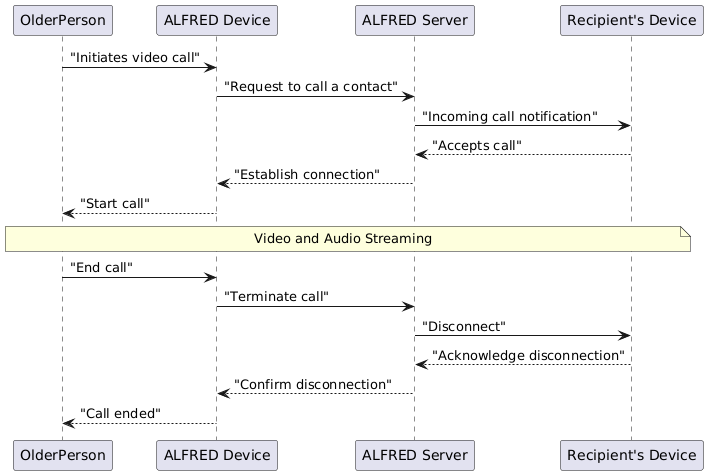 OlderPerson ALFRED Device ALFRED Server Recipient's Device
"Initiates video call"
"Request to call a contact"
"Incoming call notification"
"Accepts call"
"Establish connection"
"Start call"
Video and Audio Streaming
"End call"
"Terminate call"
"Disconnect"
"Acknowledge disconnection"
"Confirm disconnection"
"Call ended"
OlderPerson ALFRED Device ALFRED Server Recipient's Device